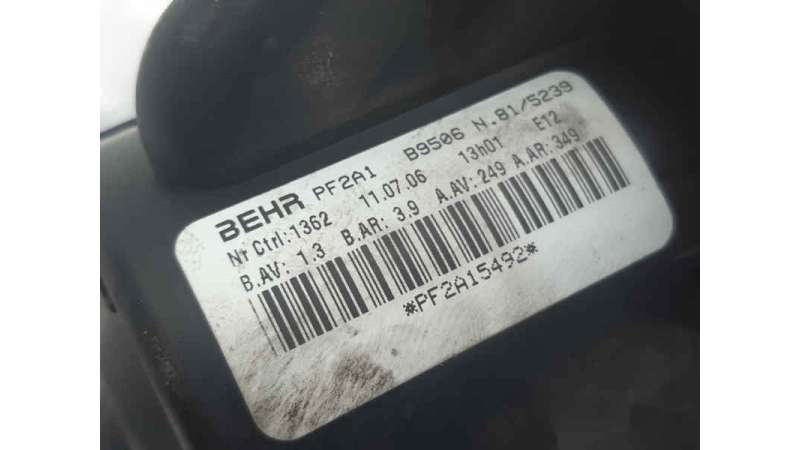 BEHR PF2A1 B9506 N.81/5239
Nr Ctrl:1362 11.07.06 13h01 E12
B.AV: 1.3 B.AR: 3.9 A.AV:249 A.AR:349
*PF2A15492*